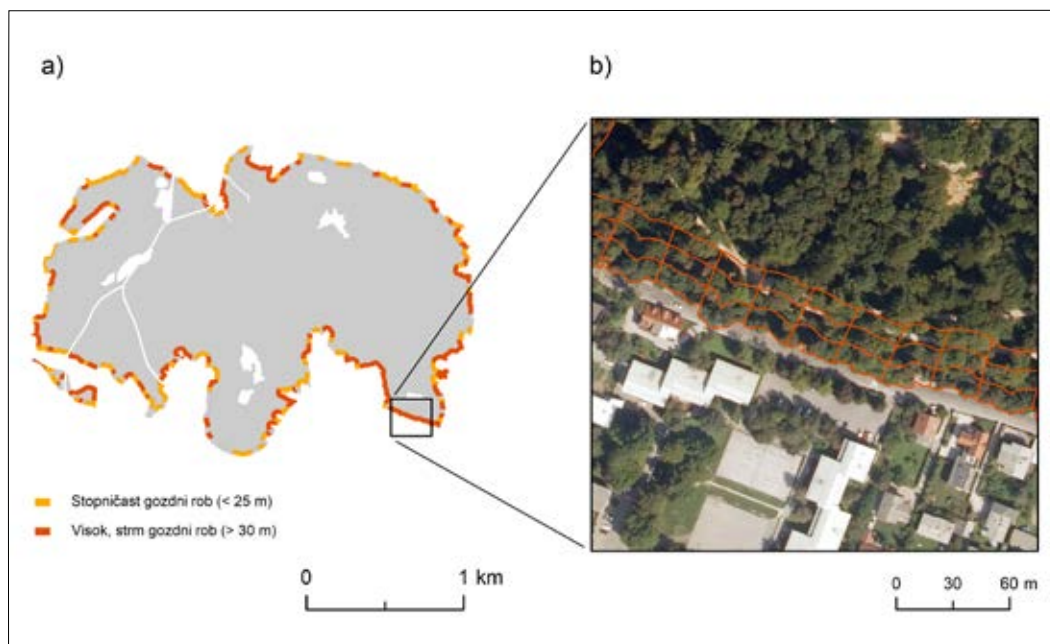 a)
b)
Stopničast gozdni rob (< 25 m)
Visok, strm gozdni rob (> 30 m)
0 1 km
0 30 60 m